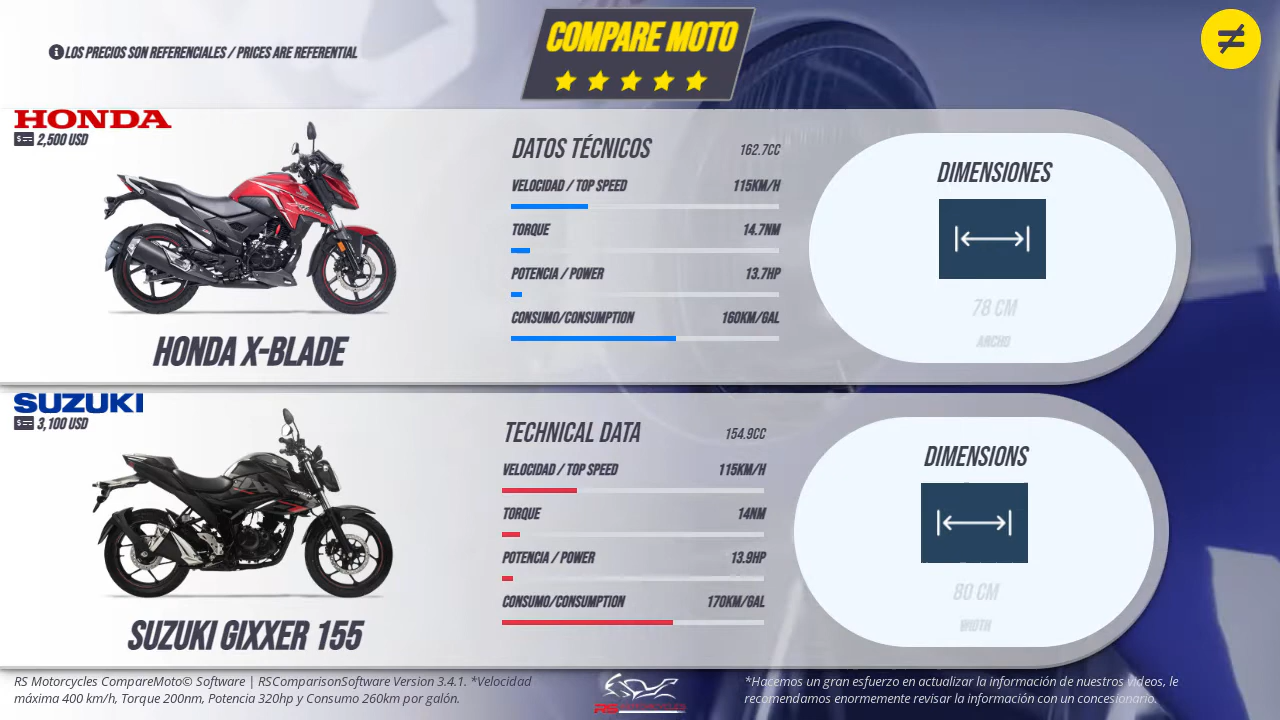 LOS PRECIOS SON REFERENCIALES / PRICES ARE REFERENTIAL
COMPARE MOTO
HONDA
2,500 USD
HONDA X-BLADE
DATOS TÉCNICOS 162.7CC
VELOCIDAD / TOP SPEED 115KM/H
TORQUE 14.7NM
POTENCIA / POWER 13.7HP
CONSUMO/CONSUMPTION 160KM/GAL
DIMENSIONES
78 CM
ANCHO
SUZUKI
3,100 USD
SUZUKI GIXXER 155
TECHNICAL DATA 154.9CC
VELOCIDAD / TOP SPEED 115KM/H
TORQUE 14NM
POTENCIA / POWER 13.9HP
CONSUMO/CONSUMPTION 170KM/GAL
DIMENSIONS
80 CM
WIDTH
RS Motorcycles CompareMoto© Software | RSComparisonSoftware Version 3.4.1. *Velocidad
máxima 400 km/h, Torque200nm, Potencia 320hp y Consumo 260km por galón.
RS MOTORCYCLES
*Hacemos un gran esfuerzo en actualizar la información de nuestros videos, le
recomendamos enormemente revisar la información con un concesionario.